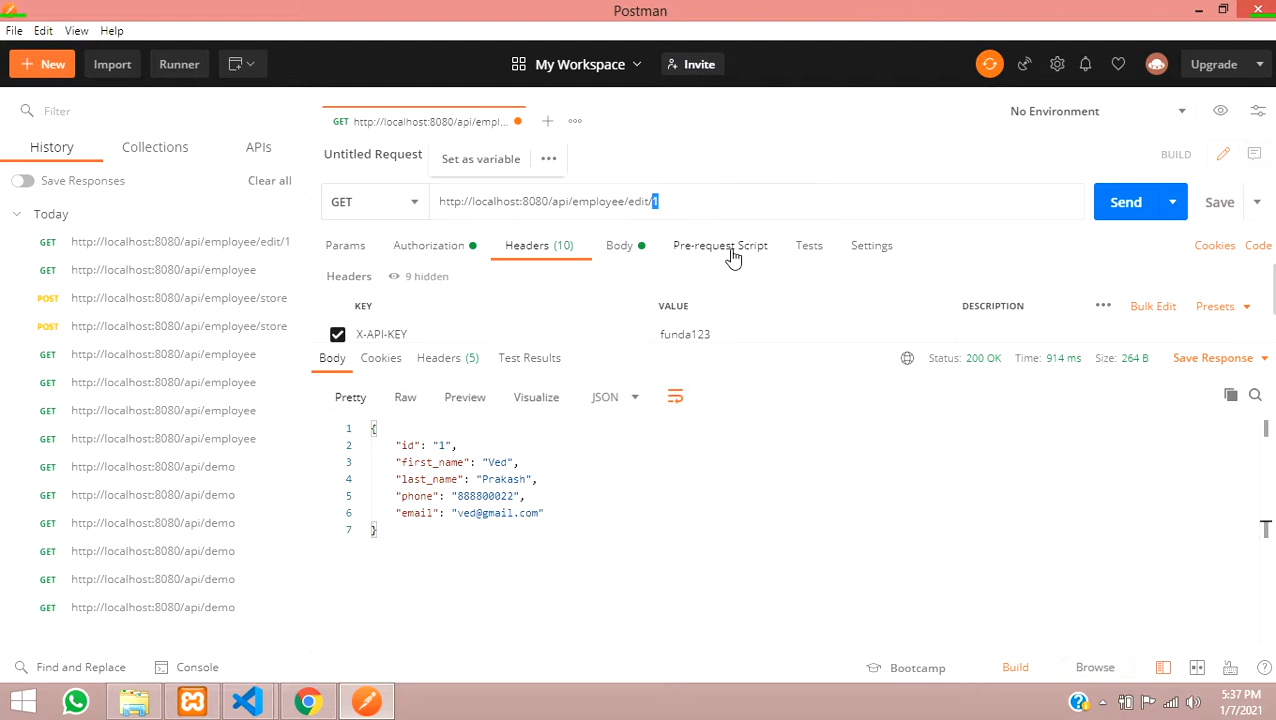 Postman
File Edit View Help
+ New Import Runner My Workspace Invite Upgrade
Filter
History Collections APIs
Save Responses Clear all
Today
GET http://localhost:8080/api/employee/edit/1
GET http://localhost:8080/api/employee
POST http://localhost:8080/api/employee/store
POST http://localhost:8080/api/employee/store
GET http://localhost:8080/api/employee
GET http://localhost:8080/api/employee
GET http://localhost:8080/api/employee
GET http://localhost:8080/api/employee
GET http://localhost:8080/api/demo
GET http://localhost:8080/api/demo
GET http://localhost:8080/api/demo
GET http://localhost:8080/api/demo
GET http://localhost:8080/api/demo
GET http://localhost:8080/api/demo
GET http://localhost:8080/api/empl...
No Environment
Untitled Request Set as variable BUILD
GET http://localhost:8080/api/employee/edit/1 Send Save
Params Authorization Headers (10) Body Pre-request Script Tests Settings Cookies Code
Headers 9 hidden
KEY VALUE DESCRIPTION Bulk Edit Presets
X-API-KEY funda123
Body Cookies Headers (5) Test Results Status: 200 OK Time: 914 ms Size: 264 B Save Response
Pretty Raw Preview Visualize JSON
1 {
2 "id": "1",
3 "first_name": "Ved",
4 "last_name": "Prakash",
5 "phone": "888800022",
6 "email": "ved@gmail.com"
7 }
Find and Replace Console Bootcamp Build Browse
5:37 PM
1/7/2021